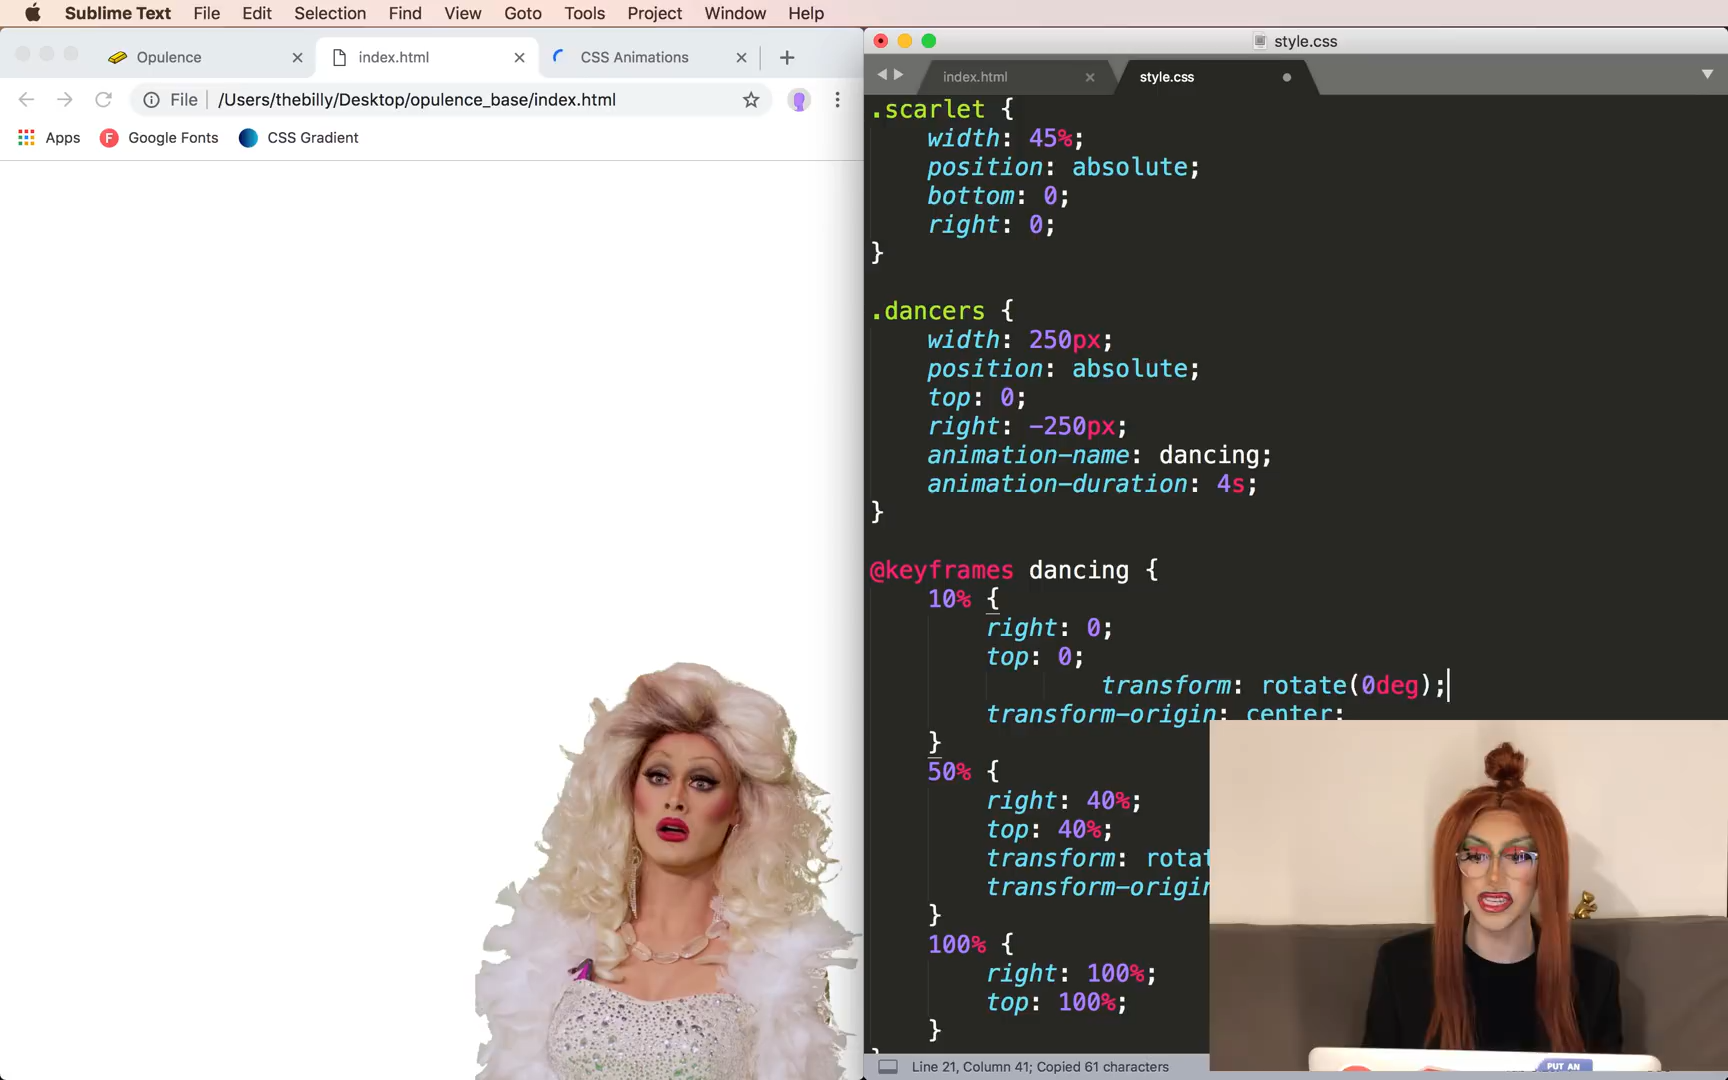 Sublime Text File Edit Selection Find View Goto Tools Project Window Help
Opulence
index.html
CSS Animations
File /Users/thebilly/Desktop/opulence_base/index.html
Apps
Google Fonts
CSS Gradient
style.css
index.html
style.css
.scarlet {
width: 45%;
position: absolute;
bottom: 0;
right: 0;
}
.dancers {
width: 250px;
position: absolute;
top: 0;
right: -250px;
animation-name: dancing;
animation-duration: 4s;
}
@keyframes dancing {
10% {
right: 0;
top: 0;
transform: rotate(0deg);
transform-origin: center;
}
50% {
right: 40%;
top: 40%;
transform: rotat
transform-origin
}
100% {
right: 100%;
top: 100%;
}
Line 21, Column 41; Copied 61 characters
PUT AN